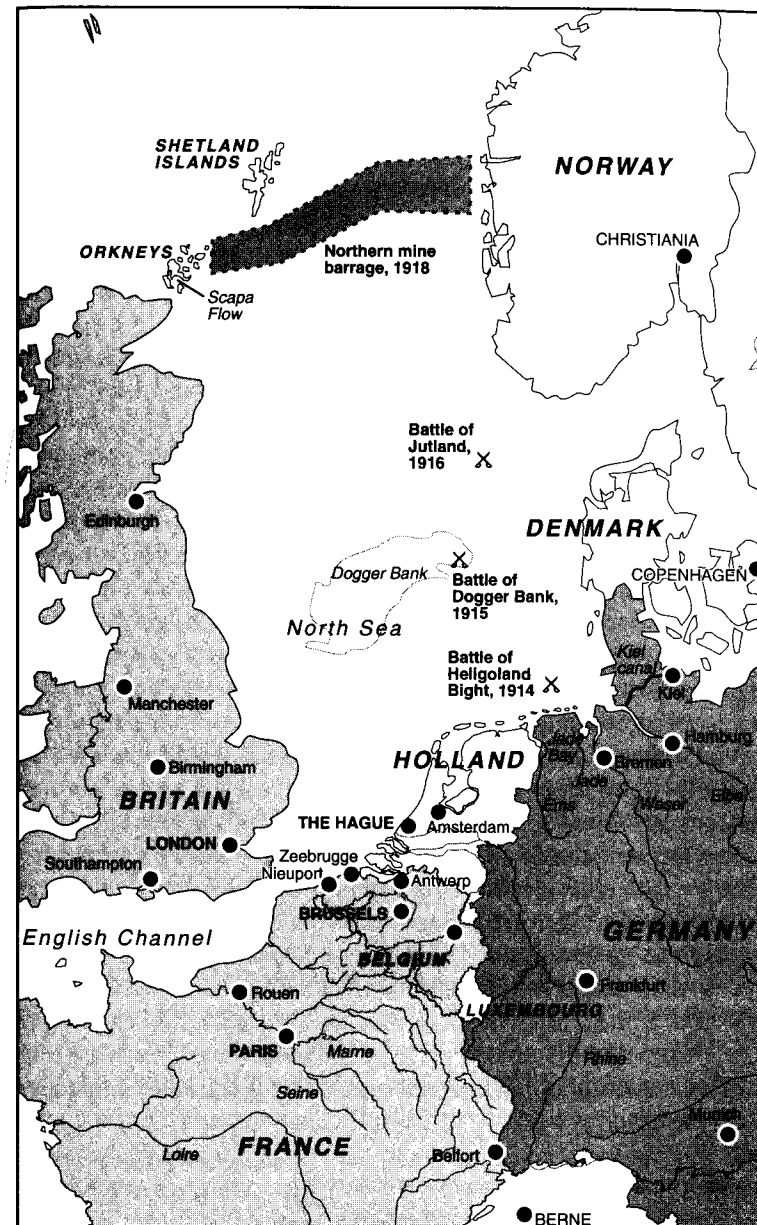 SHETLAND
ISLANDS
NORWAY
ORKNEYS
Northern mine
barrage, 1918
CHRISTIANIA
Scapa
Flow
Battle of
Jutland,
1916
Edinburgh
DENMARK
Dogger Bank
Battle of
Dogger Bank,
1915
COPENHAGEN
North Sea
Battle of
Heligoland
Bight, 1914
Kiel
canal
Kiel
Manchester
Hamburg
HOLLAND
Jade
Bay
Bremen
Birmingham
Jade
BRITAIN
Ems
Weser
Elbe
THE HAGUE
Amsterdam
LONDON
Zeebrugge
Southampton
Nieuport
Antwerp
BRUSSELS
English Channel
BELGIUM
GERMANY
Rouen
Frankfurt
LUXEMBOURG
PARIS
Marne
Rhine
Seine
Munich
Loire
FRANCE
Belfort
BERNE